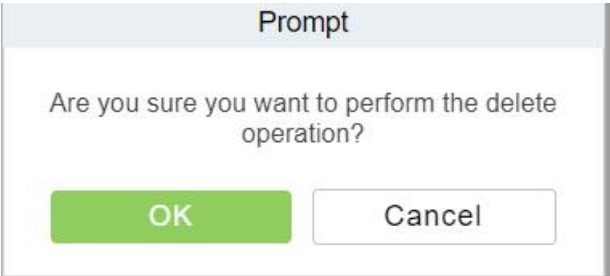 Prompt
Are you sure you want to perform the delete
operation?
OK
Cancel